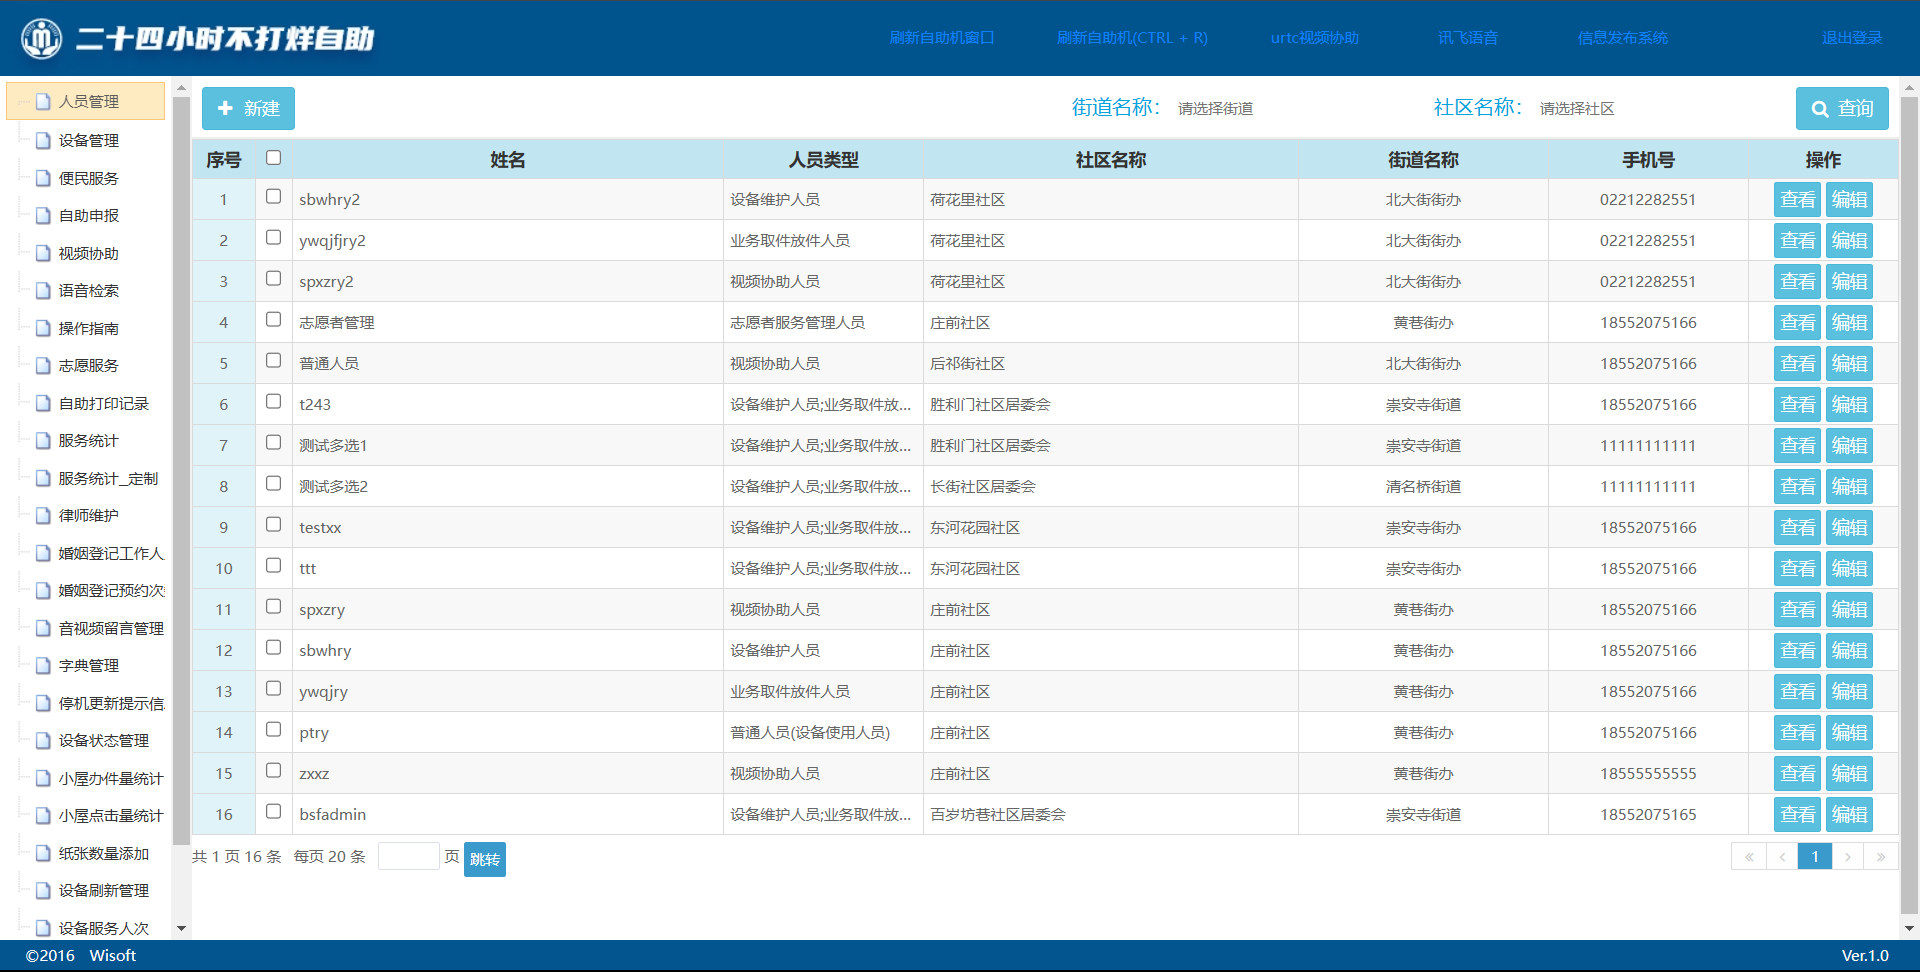 二十四小时不打烊自助
刷新自助机窗口 刷新自助机(CTRL + R) urtc视频协助 讯飞语音 信息发布系统 退出登录
人员管理
设备管理
便民服务
自助申报
视频协助
语音检索
操作指南
志愿服务
自助打印记录
服务统计
服务统计_定制
律师维护
婚姻登记工作人
婚姻登记预约次
音视频留言管理
字典管理
停机更新提示信
设备状态管理
小屋办件量统计
小屋点击量统计
纸张数量添加
设备刷新管理
设备服务人次
新建 街道名称: 请选择街道 社区名称: 请选择社区 查询
序号 姓名 人员类型 社区名称 街道名称 手机号 操作
1 sbwhry2 设备维护人员 荷花里社区 北大街街办 02212282551 查看 编辑
2 ywqjfjry2 业务取件放件人员 荷花里社区 北大街街办 02212282551 查看 编辑
3 spxzry2 视频协助人员 荷花里社区 北大街街办 02212282551 查看 编辑
4 志愿者管理 志愿者服务管理人员 庄前社区 黄巷街办 18552075166 查看 编辑
5 普通人员 视频协助人员 后祁街社区 北大街街办 18552075166 查看 编辑
6 t243 设备维护人员;业务取件放... 胜利门社区居委会 崇安寺街道 18552075166 查看 编辑
7 测试多选1 设备维护人员;业务取件放... 胜利门社区居委会 崇安寺街道 11111111111 查看 编辑
8 测试多选2 设备维护人员;业务取件放... 长街社区居委会 清名桥街道 11111111111 查看 编辑
9 testxx 设备维护人员;业务取件放... 东河花园社区 崇安寺街办 18552075166 查看 编辑
10 ttt 设备维护人员;业务取件放... 东河花园社区 崇安寺街办 18552075166 查看 编辑
11 spxzry 视频协助人员 庄前社区 黄巷街办 18552075166 查看 编辑
12 sbwhry 设备维护人员 庄前社区 黄巷街办 18552075166 查看 编辑
13 ywqjry 业务取件放件人员 庄前社区 黄巷街办 18552075166 查看 编辑
14 ptry 普通人员(设备使用人员) 庄前社区 黄巷街办 18552075166 查看 编辑
15 zxxz 视频协助人员 庄前社区 黄巷街办 18555555555 查看 编辑
16 bsfadmin 设备维护人员;业务取件放... 百岁坊巷社区居委会 崇安寺街道 18552075165 查看 编辑
共 1 页 16 条 每页 20 条 页 跳转 « ‹ 1 › »
©2016 Wisoft Ver.1.0